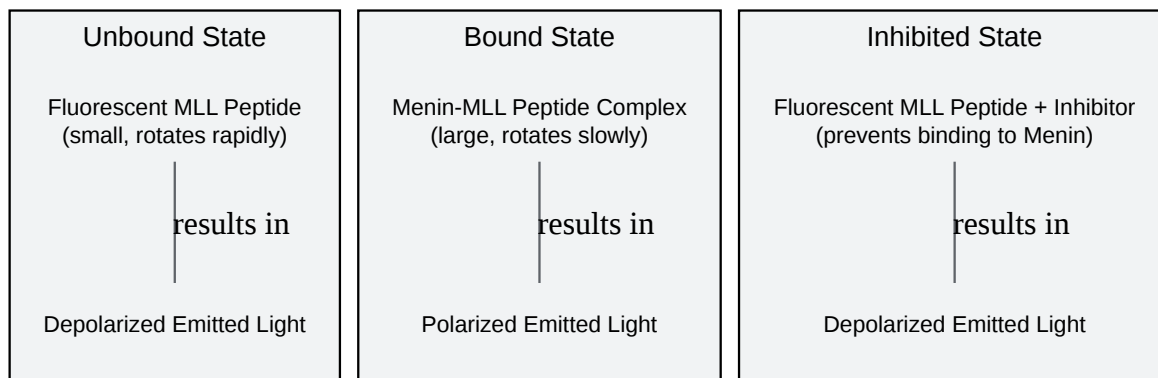 Unbound State
Fluorescent MLL Peptide
(small, rotates rapidly)
results in
Depolarized Emitted Light
Bound State
Menin-MLL Peptide Complex
(large, rotates slowly)
results in
Polarized Emitted Light
Inhibited State
Fluorescent MLL Peptide + Inhibitor
(prevents binding to Menin)
results in
Depolarized Emitted Light